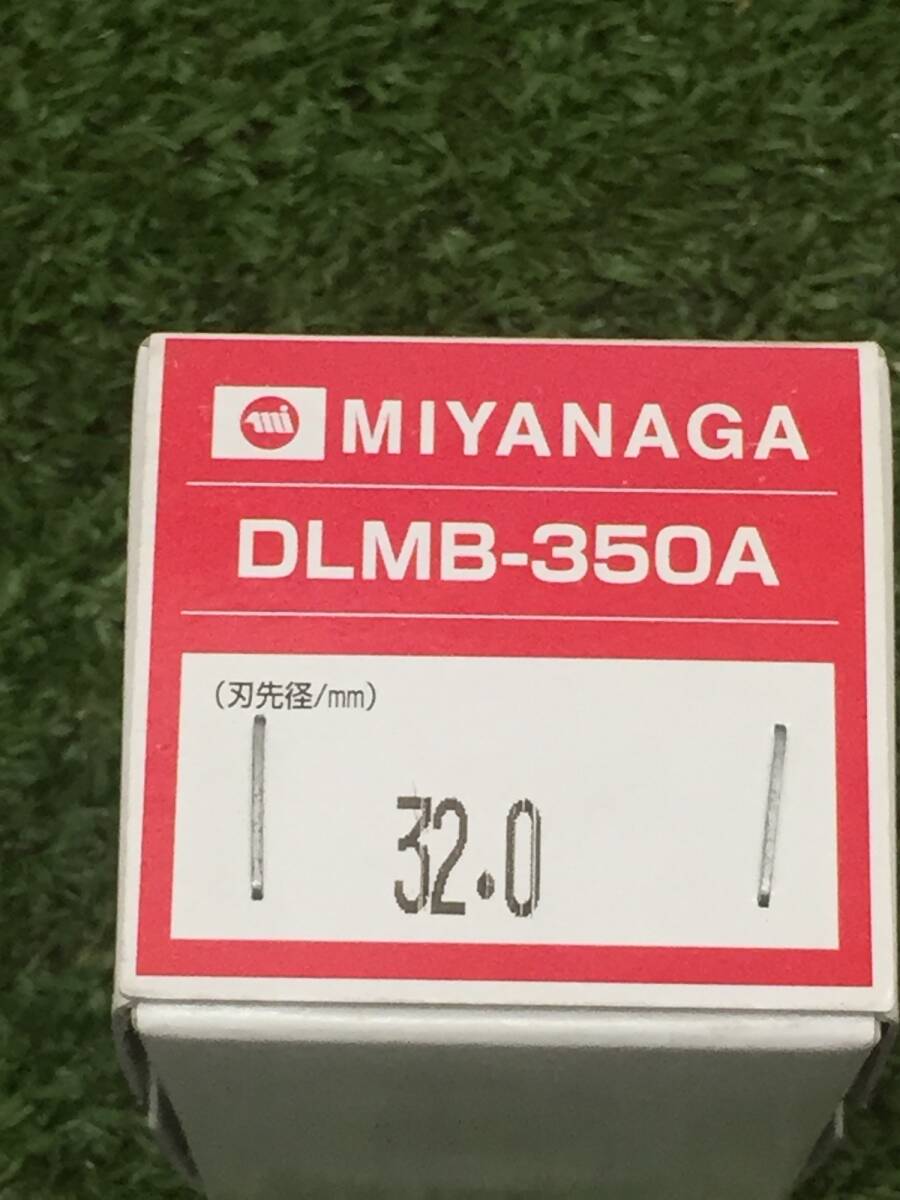 mi MIYANAGA
DLMB-350A
(刃先径/mm)
32.0